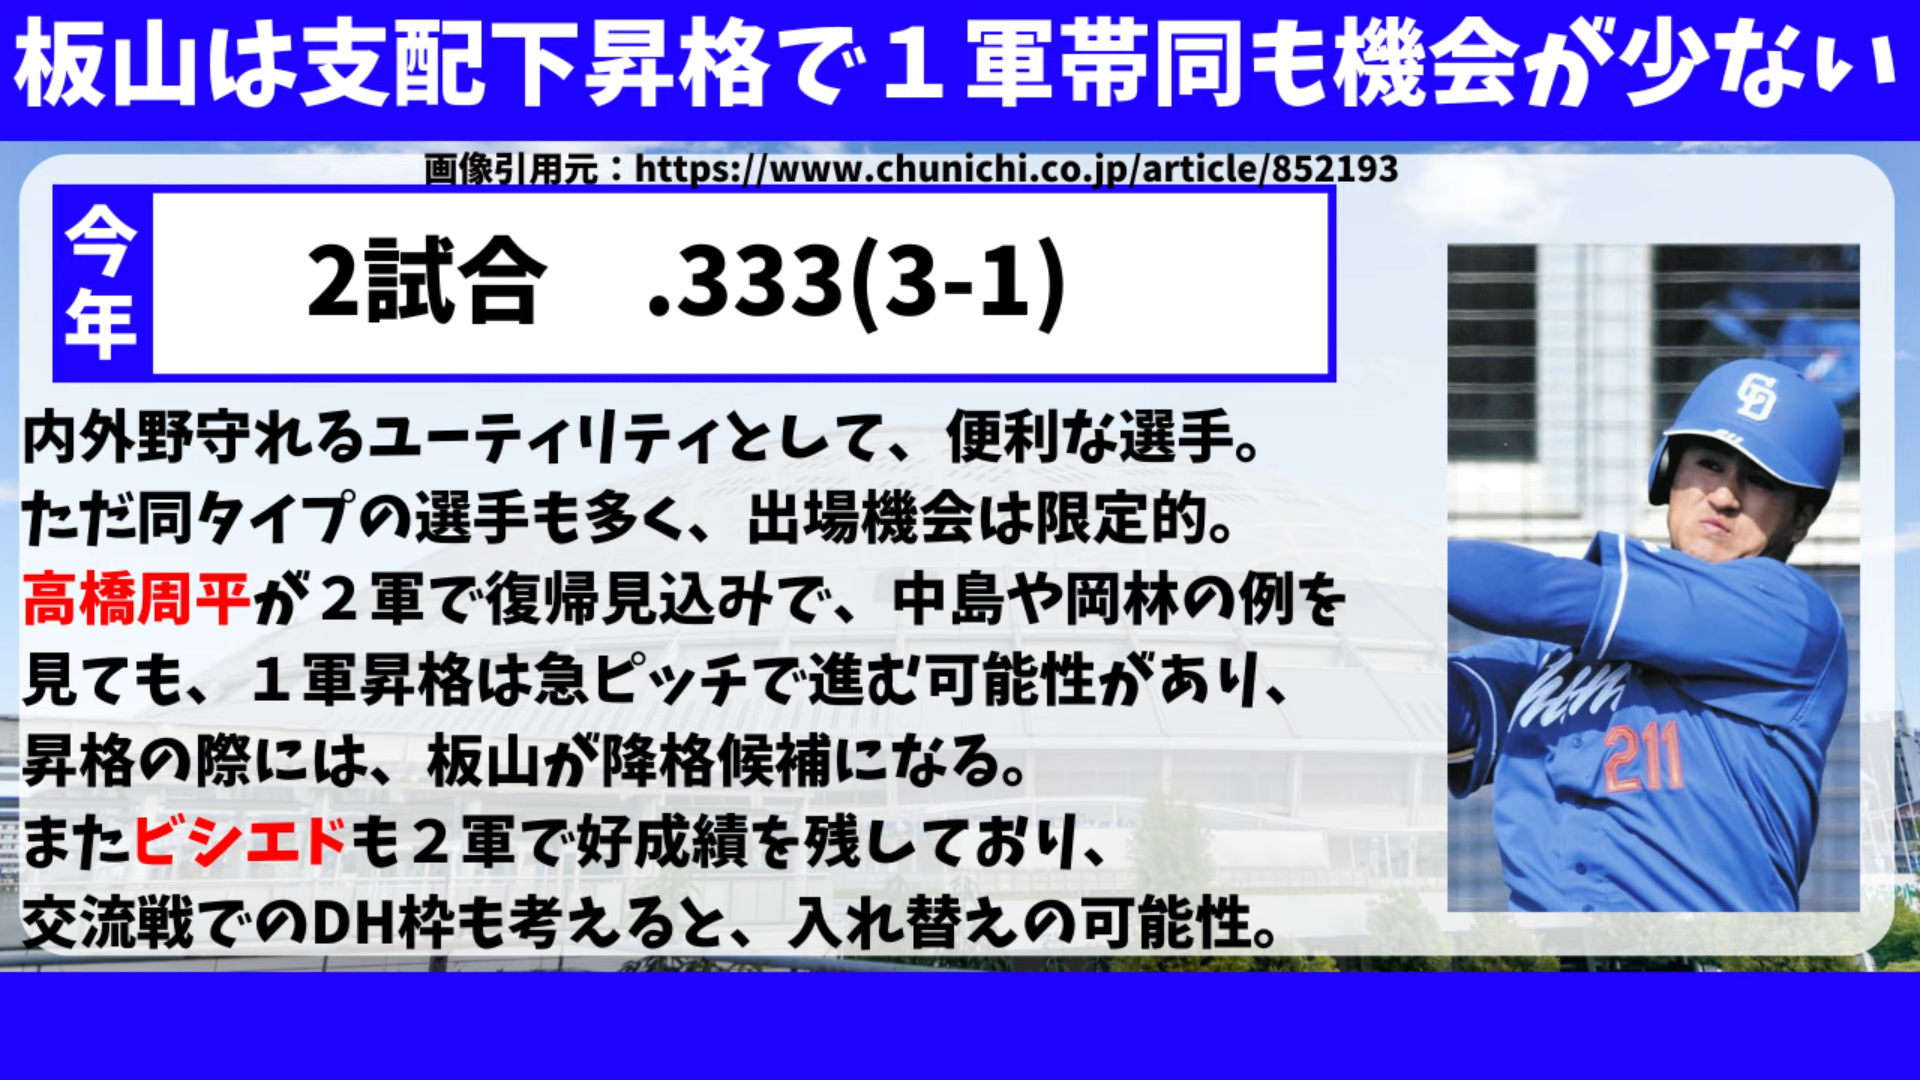 板山は支配下昇格で１軍帯同も機会が少ない
画像引用元：https://www.chunichi.co.jp/article/852193
今年
2試合　.333(3-1)
内外野守れるユーティリティとして、便利な選手。
ただ同タイプの選手も多く、出場機会は限定的。
高橋周平が２軍で復帰見込みで、中島や岡林の例を
見ても、１軍昇格は急ピッチで進む可能性があり、
昇格の際には、板山が降格候補になる。
またビシエドも２軍で好成績を残しており、
交流戦でのDH枠も考えると、入れ替えの可能性。
CD
211